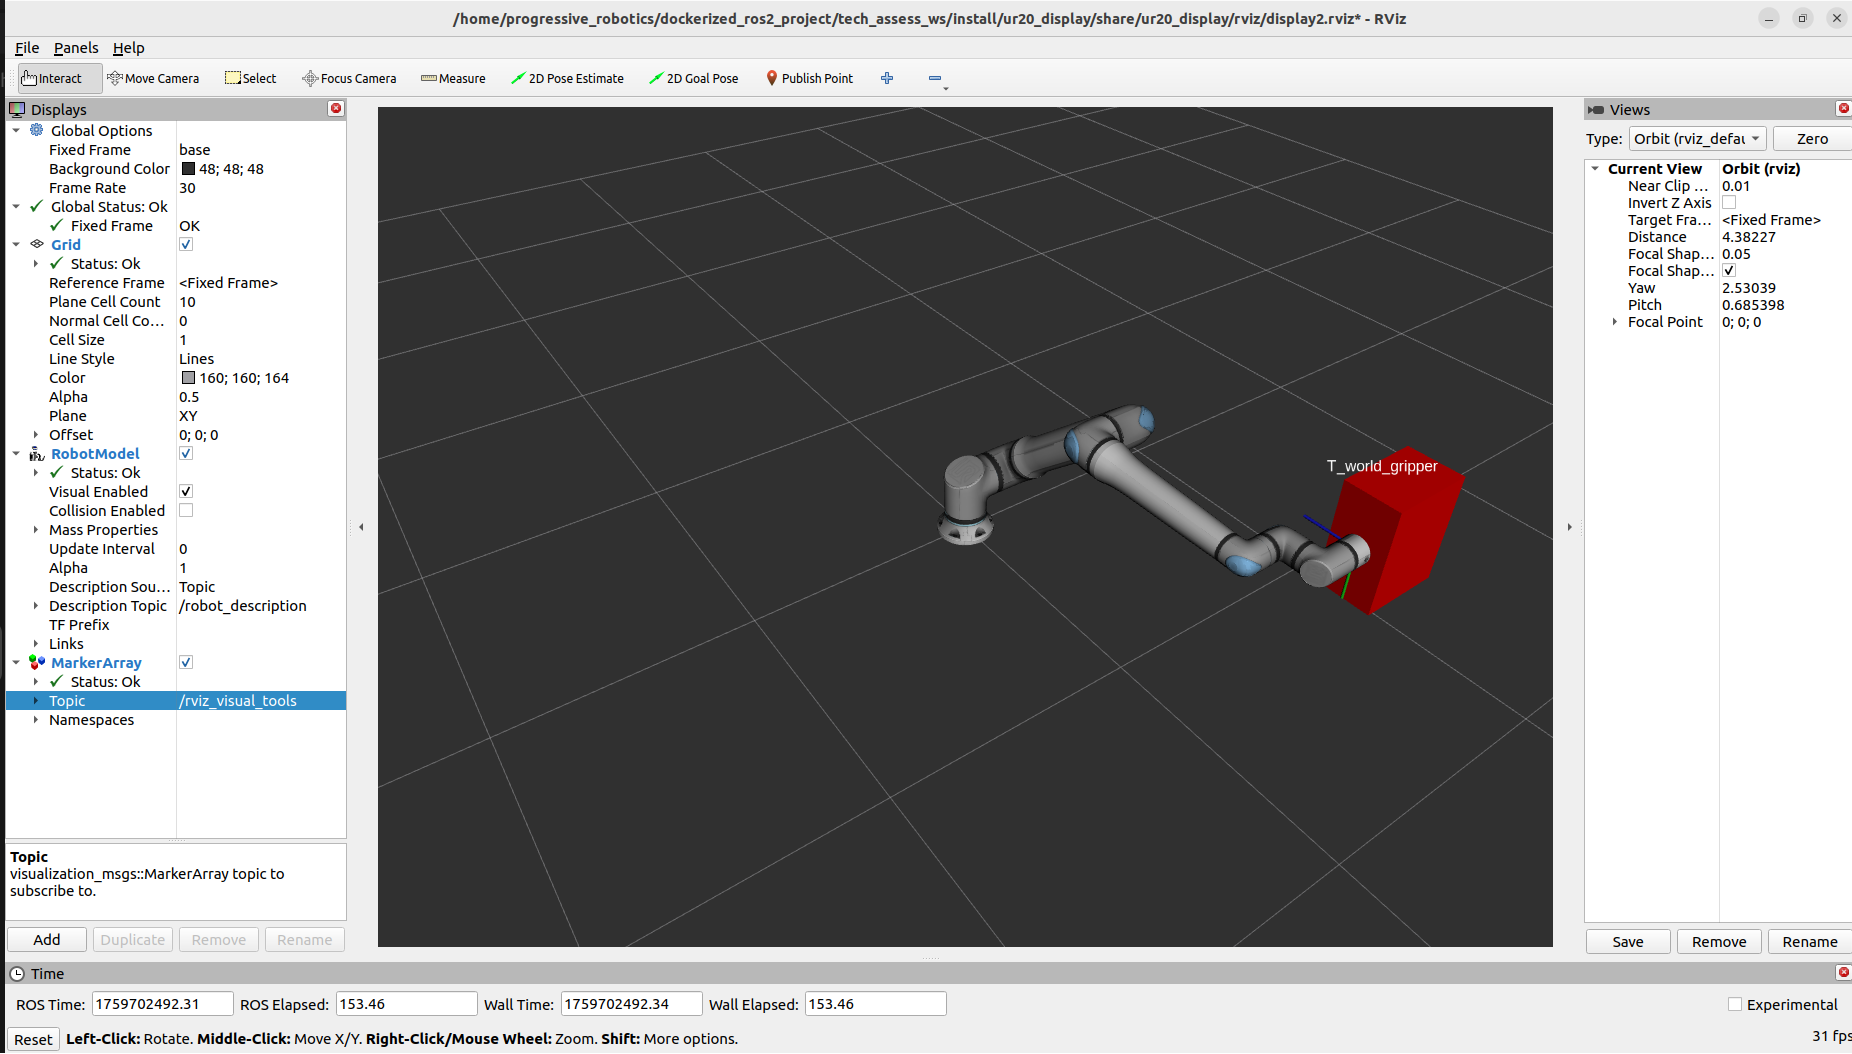 /home/progressive_robotics/dockerized_ros2_project/tech_assess_ws/install/ur20_display/share/ur20_display/rviz/display2.rviz* - RViz
File Panels Help
Interact Move Camera Select Focus Camera Measure 2D Pose Estimate 2D Goal Pose Publish Point
Displays
Global Options
Fixed Frame base
Background Color 48; 48; 48
Frame Rate 30
Global Status: Ok
Fixed Frame OK
Grid
Status: Ok
Reference Frame <Fixed Frame>
Plane Cell Count 10
Normal Cell Co... 0
Cell Size 1
Line Style Lines
Color 160; 160; 164
Alpha 0.5
Plane XY
Offset 0; 0; 0
RobotModel
Status: Ok
Visual Enabled
Collision Enabled
Mass Properties
Update Interval 0
Alpha 1
Description Sou... Topic
Description Topic /robot_description
TF Prefix
Links
MarkerArray
Status: Ok
Topic /rviz_visual_tools
Namespaces
Topic
visualization_msgs::MarkerArray topic to
subscribe to.
Add Duplicate Remove Rename
T_world_gripper
Views
Type: Orbit (rviz_defau Zero
Current View Orbit (rviz)
Near Clip ... 0.01
Invert Z Axis
Target Fra... <Fixed Frame>
Distance 4.38227
Focal Shap... 0.05
Focal Shap...
Yaw 2.53039
Pitch 0.685398
Focal Point 0; 0; 0
Save Remove Rename
Time
ROS Time: 1759702492.31 ROS Elapsed: 153.46 Wall Time: 1759702492.34 Wall Elapsed: 153.46 Experimental
Reset Left-Click: Rotate. Middle-Click: Move X/Y. Right-Click/Mouse Wheel: Zoom. Shift: More options. 31 fps